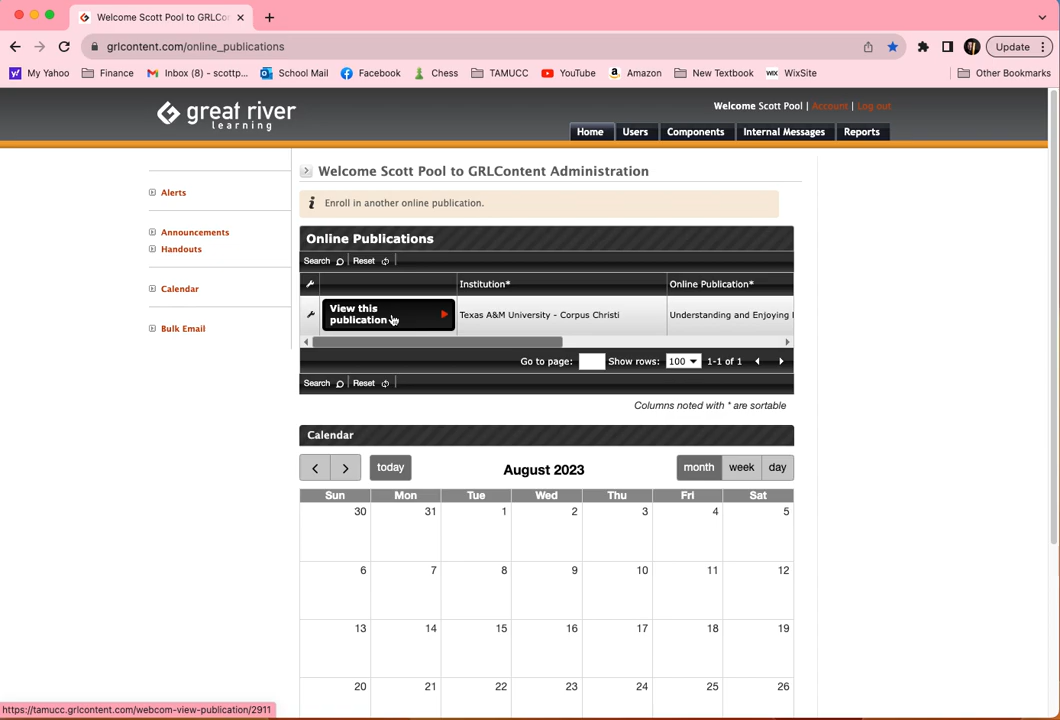 Welcome Scott Pool to GRLCo
grlcontent.com/online_publications
Update
My Yahoo
Finance
Inbox (8) - scottp...
School Mail
Facebook
Chess
TAMUCC
YouTube
Amazon
New Textbook
WIX
WixSite
Other Bookmarks
great river
learning
Welcome Scott Pool | Account | Log out
Home
Users
Components
Internal Messages
Reports
Alerts
Announcements
Handouts
Calendar
Bulk Email
Welcome Scott Pool to GRLContent Administration
Enroll in another online publication.
Online Publications
Search | Reset |
Institution*
Online Publication*
View this
publication
Texas A&M University - Corpus Christi
Understanding and Enjoying
Go to page: Show rows: 100 1-1 of 1
Search | Reset |
Columns noted with * are sortable
Calendar
today
August 2023
month week day
Sun Mon Tue Wed Thu Fri Sat
30 31 1 2 3 4 5
6 7 8 9 10 11 12
13 14 15 16 17 18 19
20 21 22 23 24 25 26
https://tamucc.grlcontent.com/webcom-view-publication/2911